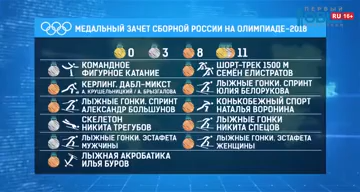 ПЕРВЫЙ
RU 16+
МЕДАЛЬНЫЙ ЗАЧЕТ СБОРНОЙ РОССИИ НА ОЛИМПИАДЕ-2018
0 3 8 11
КОМАНДНОЕ
ФИГУРНОЕ КАТАНИЕ
КЕРЛИНГ. ДАБЛ-МИКСТ
А. КРУШЕЛЬНИЦКИЙ / А. БРЫЗГАЛОВА
ЛЫЖНЫЕ ГОНКИ. СПРИНТ
АЛЕКСАНДР БОЛЬШУНОВ
СКЕЛЕТОН
НИКИТА ТРЕГУБОВ
ЛЫЖНЫЕ ГОНКИ. ЭСТАФЕТА
МУЖЧИНЫ
ЛЫЖНАЯ АКРОБАТИКА
ИЛЬЯ БУРОВ
ШОРТ-ТРЕК 1500 М
СЕМЁН ЕЛИСТРАТОВ
ЛЫЖНЫЕ ГОНКИ. СПРИНТ
ЮЛИЯ БЕЛОРУКОВА
КОНЬКОБЕЖНЫЙ СПОРТ
НАТАЛЬЯ ВОРОНИНА
ЛЫЖНЫЕ ГОНКИ
НИКИТА СПЕЦОВ
ЛЫЖНЫЕ ГОНКИ. ЭСТАФЕТА
ЖЕНЩИНЫ